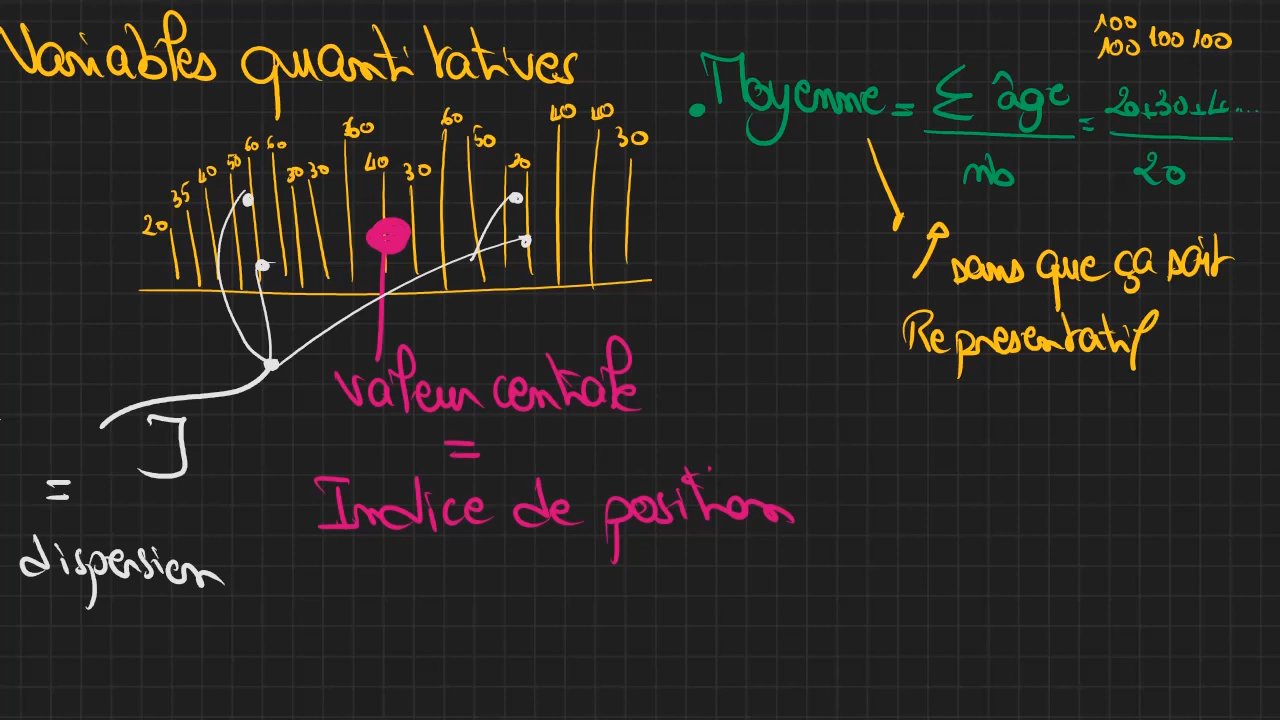 Variables quantitatives
20 35 40 50 60 60 30 30 60 40 30 60 50 20 40 40 30
100
100 100 100
. Moyenne = Σ âge = 20+30+4....
nb 20
sans que ça soit
Representatif
valeur centrale
=
Indice de position
I
=
dispersion